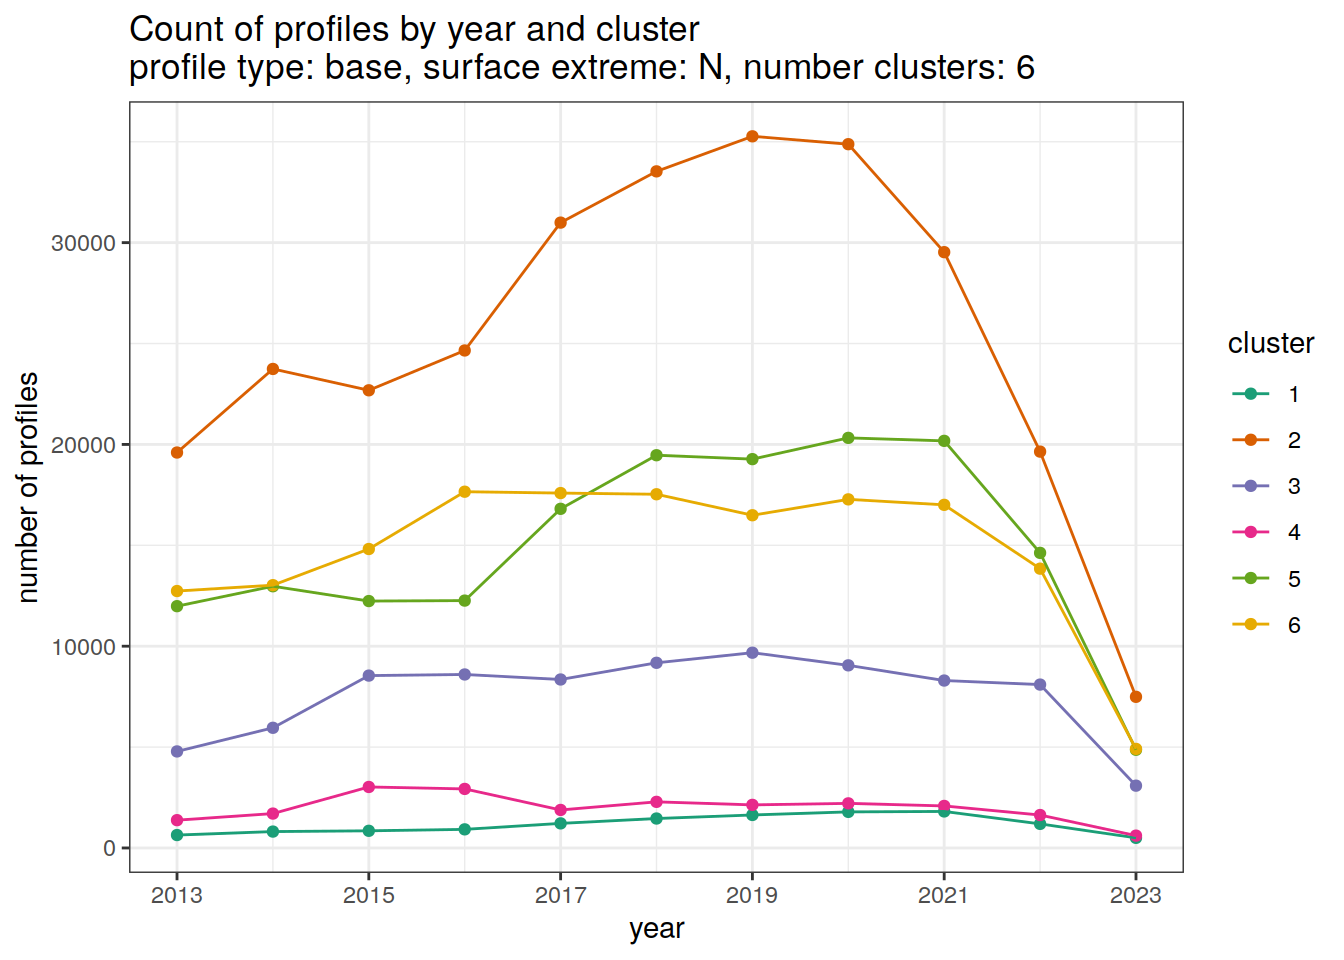 Count of profiles by year and cluster
profile type: base, surface extreme: N, number clusters: 6
number of profiles
30000
20000
10000
0
2013 2015 2017 2019 2021 2023
year
cluster
1
2
3
4
5
6